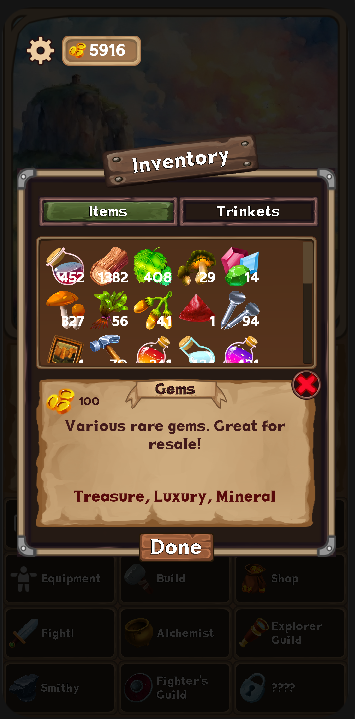 5916
Inventory
Items
Trinkets
452 1382 408 29 14
327 56 41 1 94
Gems
100
Various rare gems. Great for
resale!
Treasure, Luxury, Mineral
Done
Equipment
Build
Shop
Fight!
Alchemist
Explorer
Guild
Smithy
Fighter's
Guild
????